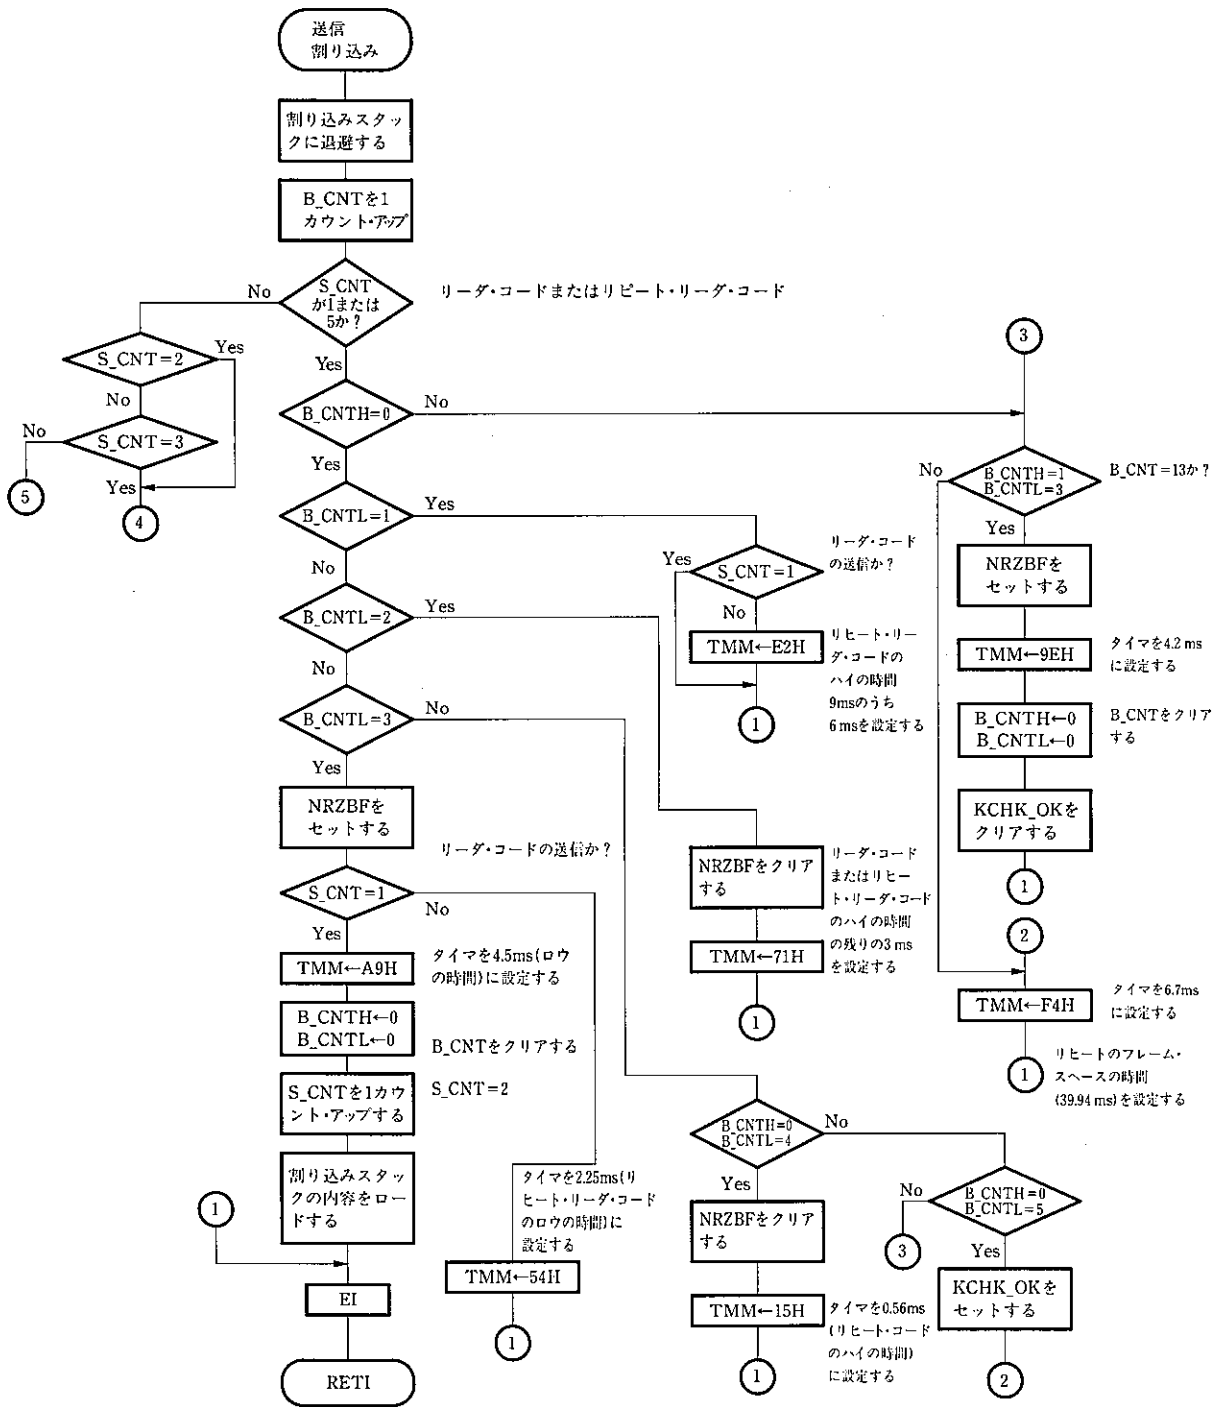 送信
割り込み
割り込みスタッ
クに退避する
B_CNTを1
カウント・アップ
S_CNT
が1または
5か?
No
リーダ・コードまたはリピート・リーダ・コード
Yes
S_CNT=2
Yes
No
S_CNT=3
No
Yes
5
4
B_CNTH=0
No
Yes
B_CNTL=1
Yes
No
B_CNTL=2
Yes
No
B_CNTL=3
No
Yes
NRZBFを
セットする
リーダ・コードの送信か?
S_CNT=1
No
Yes
TMM←A9H
タイマを4.5ms(ロウ
の時間)に設定する
B_CNTH←0
B_CNTL←0
B_CNTをクリアする
S_CNTを1カウ
ント・アップする
S_CNT=2
割り込みスタッ
クの内容をロー
ドする
1
EI
RETI
タイマを2.25ms(リ
ヒート・リーダ・コード
のロウの時間)に
設定する
TMM←54H
1
リーダ・コード
の送信か?
Yes
S_CNT=1
No
TMM←E2H
リヒート・リー
ダ・コードの
ハイの時間
9msのうち
6msを設定する
1
NRZBFをクリア
する
リーダ・コード
またはリヒー
ト・リーダ・コード
のハイの時間
の残りの3ms
を設定する
TMM←71H
1
B_CNTH=0
B_CNTL=4
No
Yes
NRZBFをクリア
する
TMM←15H
タイマを0.56ms
(リヒート・コード
のハイの時間)
に設定する
1
B_CNTH=0
B_CNTL=5
No
3
Yes
KCHK_OKを
セットする
2
3
B_CNTH=1
B_CNTL=3
No
B_CNT=13か?
Yes
NRZBFを
セットする
TMM←9EH
タイマを4.2ms
に設定する
B_CNTH←0
B_CNTL←0
B_CNTをクリア
する
KCHK_OKを
クリアする
1
2
TMM←F4H
タイマを6.7ms
に設定する
1
リヒートのフレーム・
スペースの時間
(39.94ms)を設定する